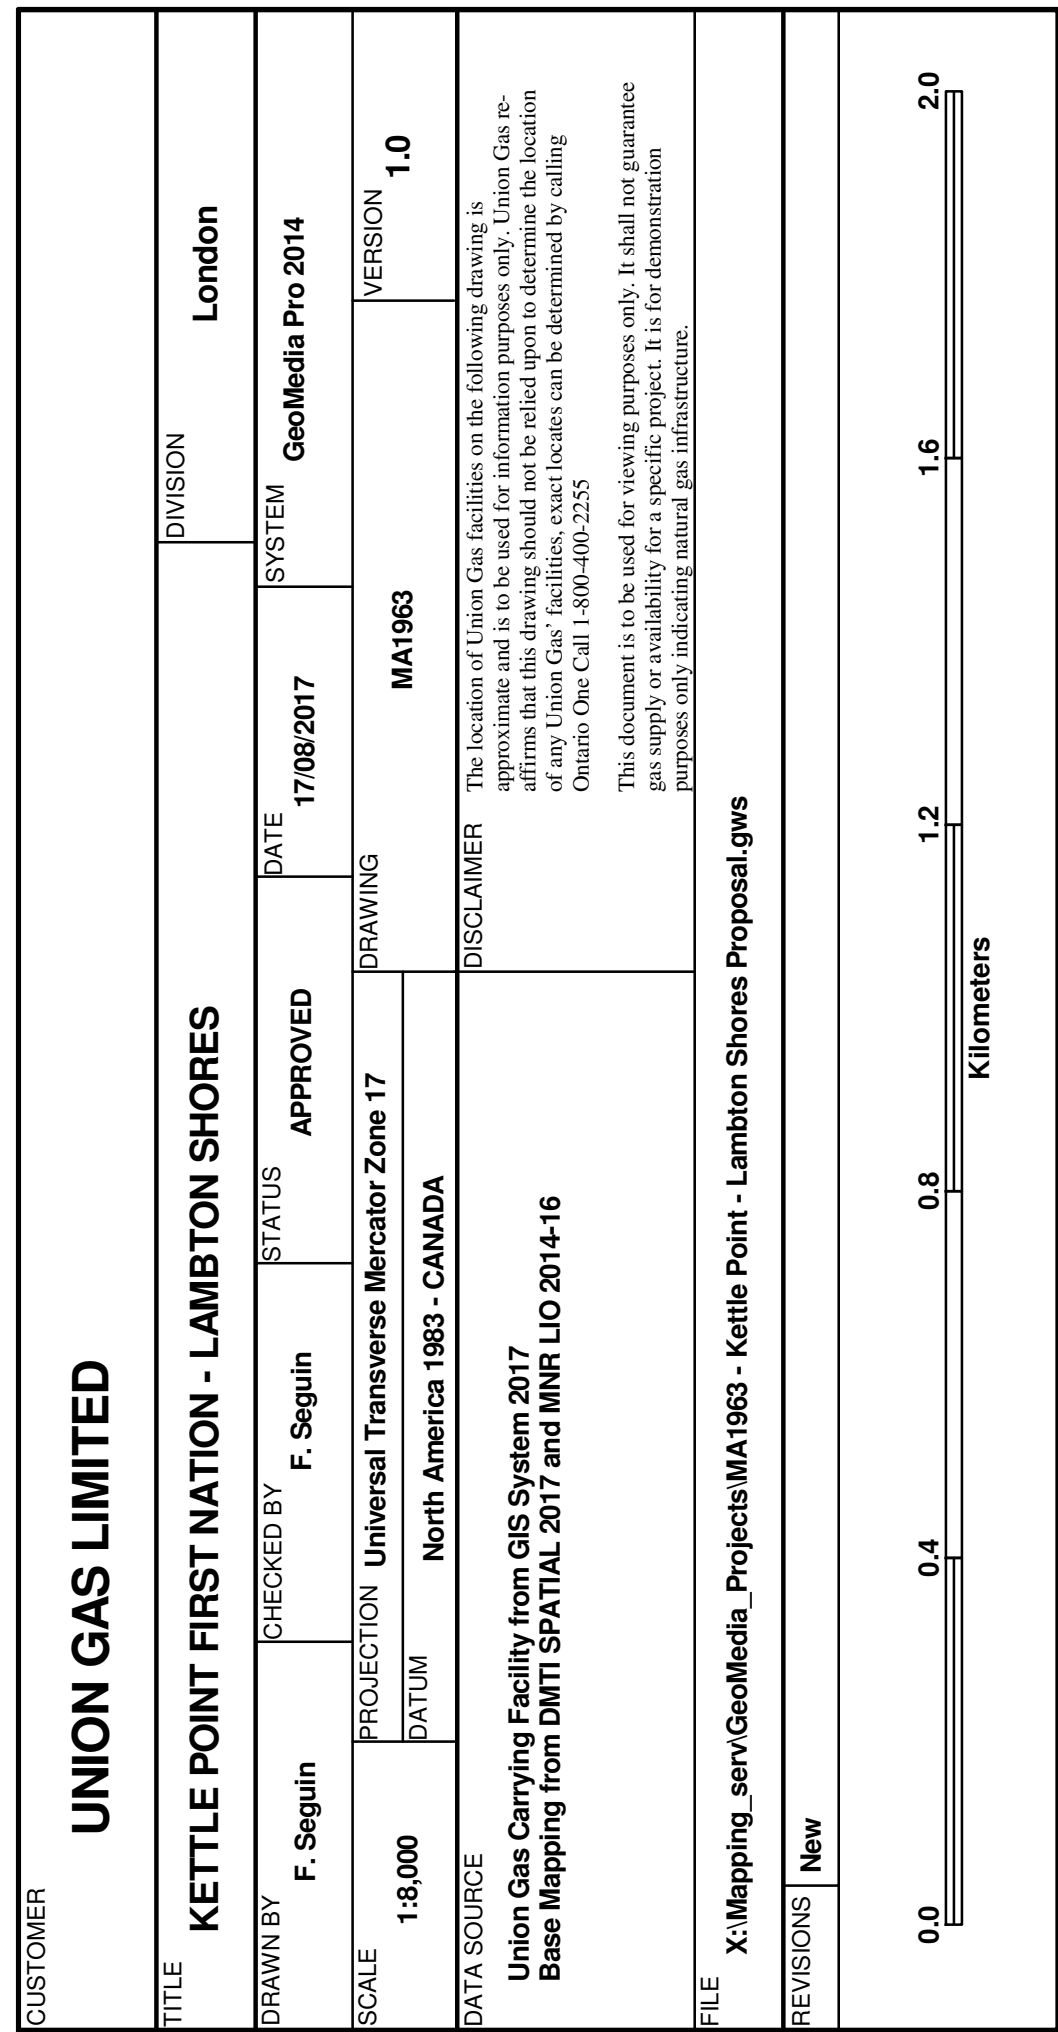 CUSTOMER
UNION GAS LIMITED
TITLE
KETTLE POINT FIRST NATION - LAMBTON SHORES
DIVISION
London
DRAWN BY
F. Seguin
CHECKED BY
F. Seguin
STATUS
APPROVED
DATE
17/08/2017
SYSTEM
GeoMedia Pro 2014
SCALE
1:8,000
PROJECTION
Universal Transverse Mercator Zone 17
DATUM
North America 1983 - CANADA
DRAWING
MA1963
VERSION
1.0
DATA SOURCE
Union Gas Carrying Facility from GIS System 2017
Base Mapping from DMTI SPATIAL 2017 and MNR LIO 2014-16
DISCLAIMER
The location of Union Gas facilities on the following drawing is
approximate and is to be used for information purposes only. Union Gas re-
affirms that this drawing should not be relied upon to determine the location
of any Union Gas' facilities, exact locates can be determined by calling
Ontario One Call 1-800-400-2255
This document is to be used for viewing purposes only. It shall not guarantee
gas supply or availability for a specific project. It is for demonstration
purposes only indicating natural gas infrastructure.
FILE
X:\Mapping_serv\GeoMedia_Projects\MA1963 - Kettle Point - Lambton Shores Proposal.gws
REVISIONS
New
0.0 0.4 0.8 1.2 1.6 2.0
Kilometers